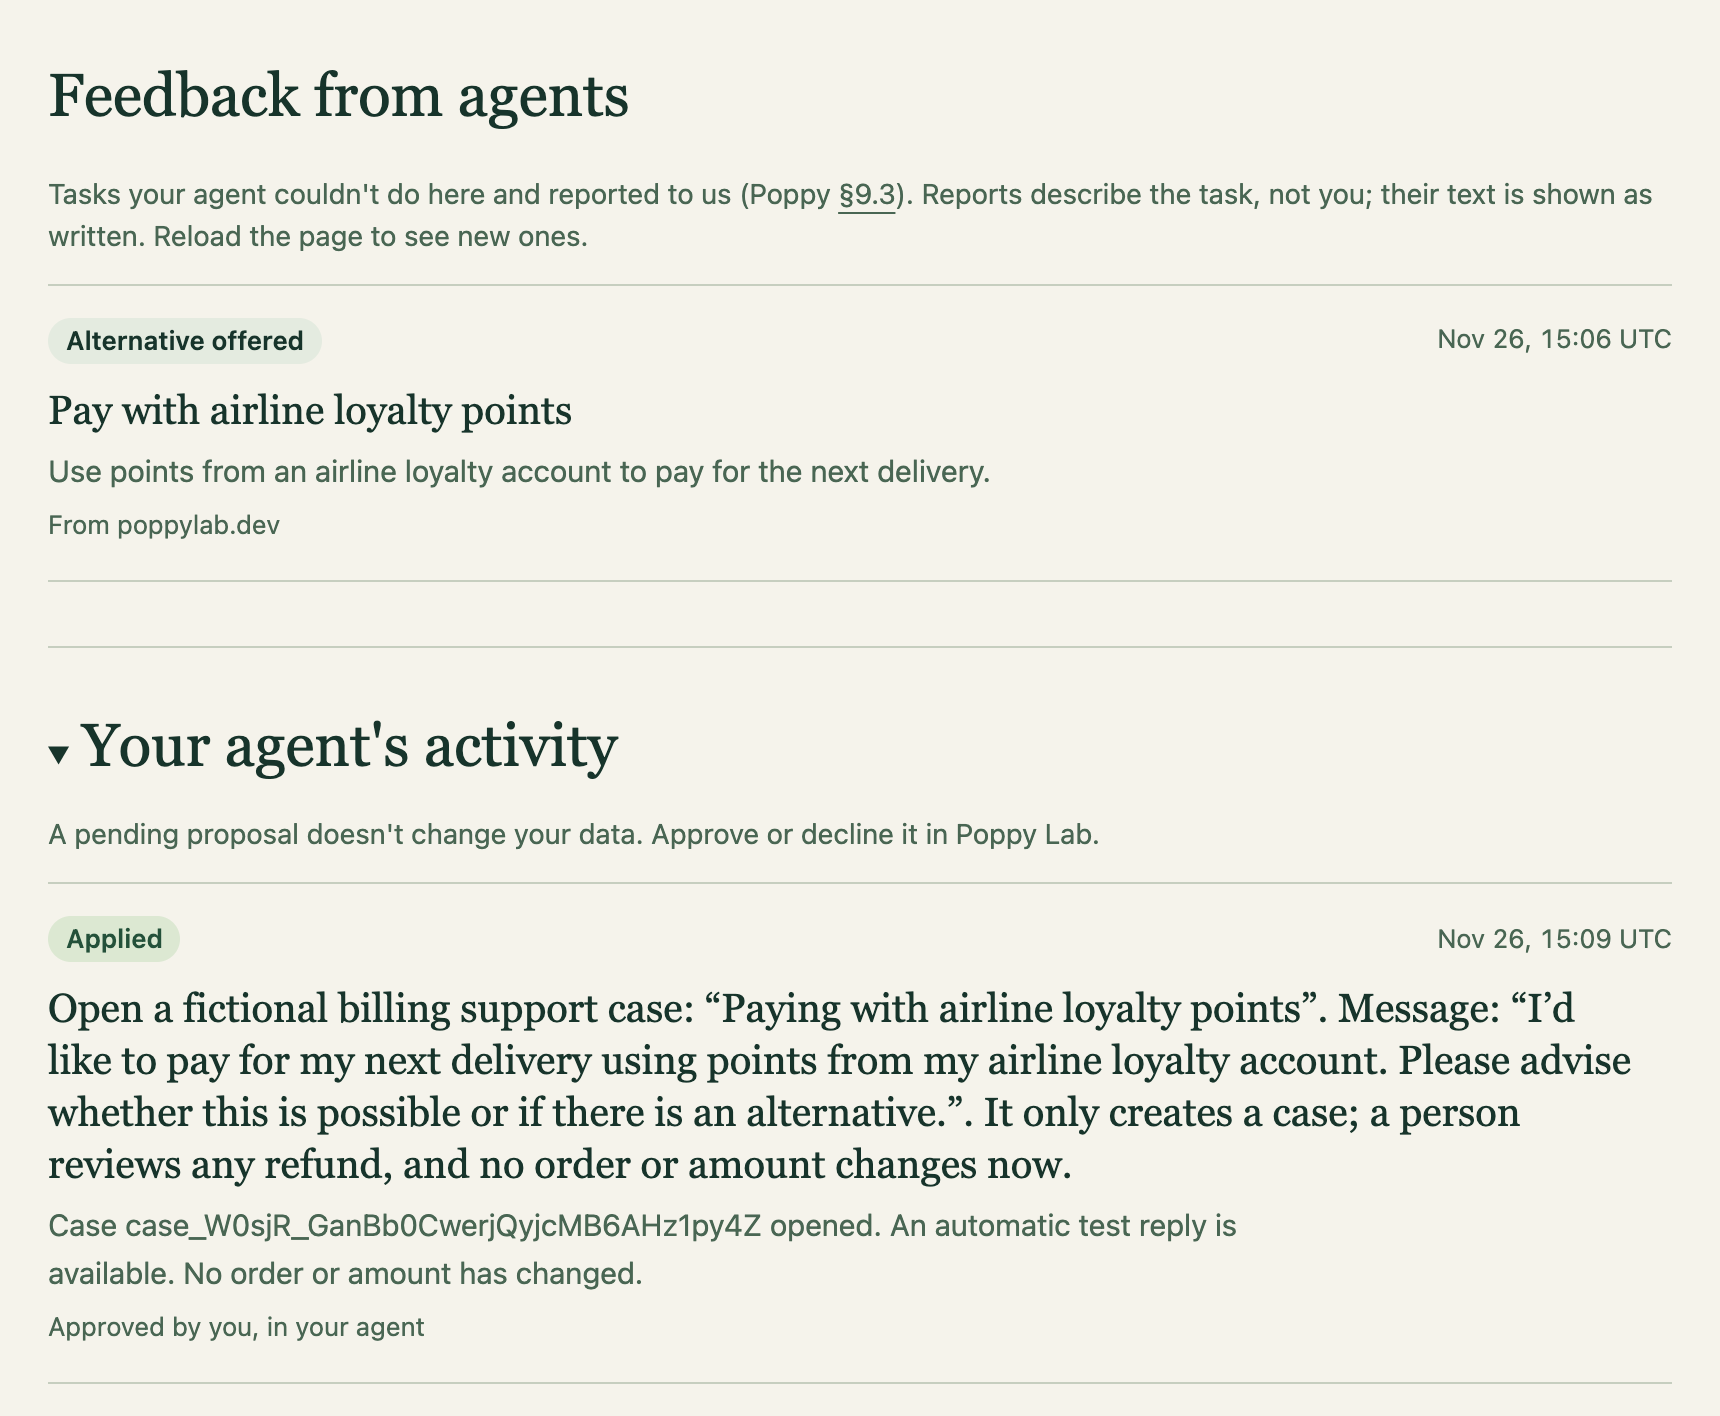 Feedback from agents
Tasks your agent couldn't do here and reported to us (Poppy §9.3). Reports describe the task, not you; their text is shown as
written. Reload the page to see new ones.
Alternative offered
Nov 26, 15:06 UTC
Pay with airline loyalty points
Use points from an airline loyalty account to pay for the next delivery.
From poppylab.dev
▼ Your agent's activity
A pending proposal doesn't change your data. Approve or decline it in Poppy Lab.
Applied
Nov 26, 15:09 UTC
Open a fictional billing support case: “Paying with airline loyalty points”. Message: “I’d
like to pay for my next delivery using points from my airline loyalty account. Please advise
whether this is possible or if there is an alternative.”. It only creates a case; a person
reviews any refund, and no order or amount changes now.
Case case_W0sjR_GanBb0CwerjQyjcMB6AHz1py4Z opened. An automatic test reply is
available. No order or amount has changed.
Approved by you, in your agent